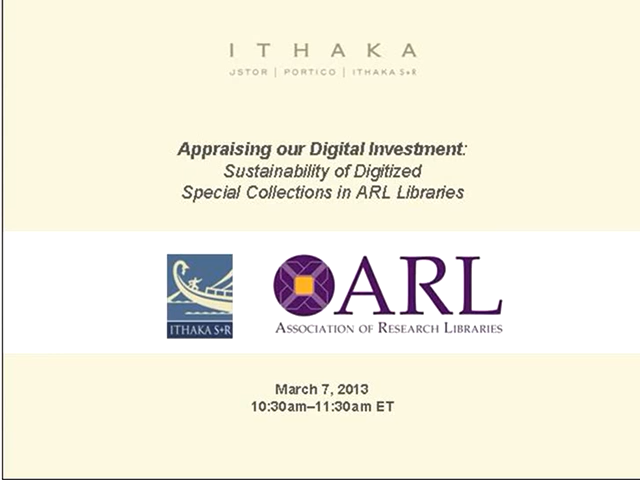 ITHAKA
JSTOR | PORTICO | ITHAKA S+R
Appraising our Digital Investment:
Sustainability of Digitized
Special Collections in ARL Libraries
ITHAKA S+R
ARL
ASSOCIATION OF RESEARCH LIBRARIES
March 7, 2013
10:30am–11:30am ET